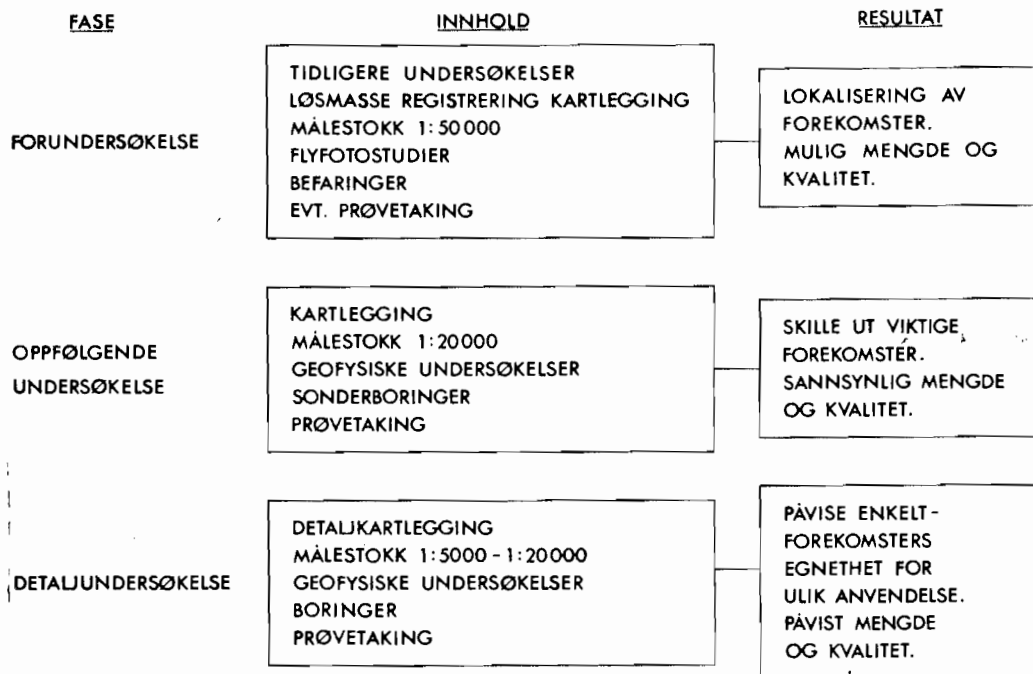 FASE
INNHOLD
RESULTAT
FORUNDERSØKELSE
TIDLIGERE UNDERSØKELSER
LØSMASSE REGISTRERING KARTLEGGING
MÅLESTOKK 1:50000
FLYFOTOSTUDIER
BEFARINGER
EVT. PRØVETAKING
LOKALISERING AV
FOREKOMSTER.
MULIG MENGDE OG
KVALITET.
OPPFØLGENDE
UNDERSØKELSE
KARTLEGGING
MÅLESTOKK 1:20000
GEOFYSISKE UNDERSØKELSER
SONDERBORINGER
PRØVETAKING
SKILLE UT VIKTIGE
FOREKOMSTER.
SANNSYNLIG MENGDE
OG KVALITET.
DETALJUNDERSØKELSE
DETALJKARTLEGGING
MÅLESTOKK 1:5000-1:20000
GEOFYSISKE UNDERSØKELSER
BORINGER
PRØVETAKING
PÅVISE ENKELT-
FOREKOMSTERS
EGNETHET FOR
ULIK ANVENDELSE.
PÅVIST MENGDE
OG KVALITET.